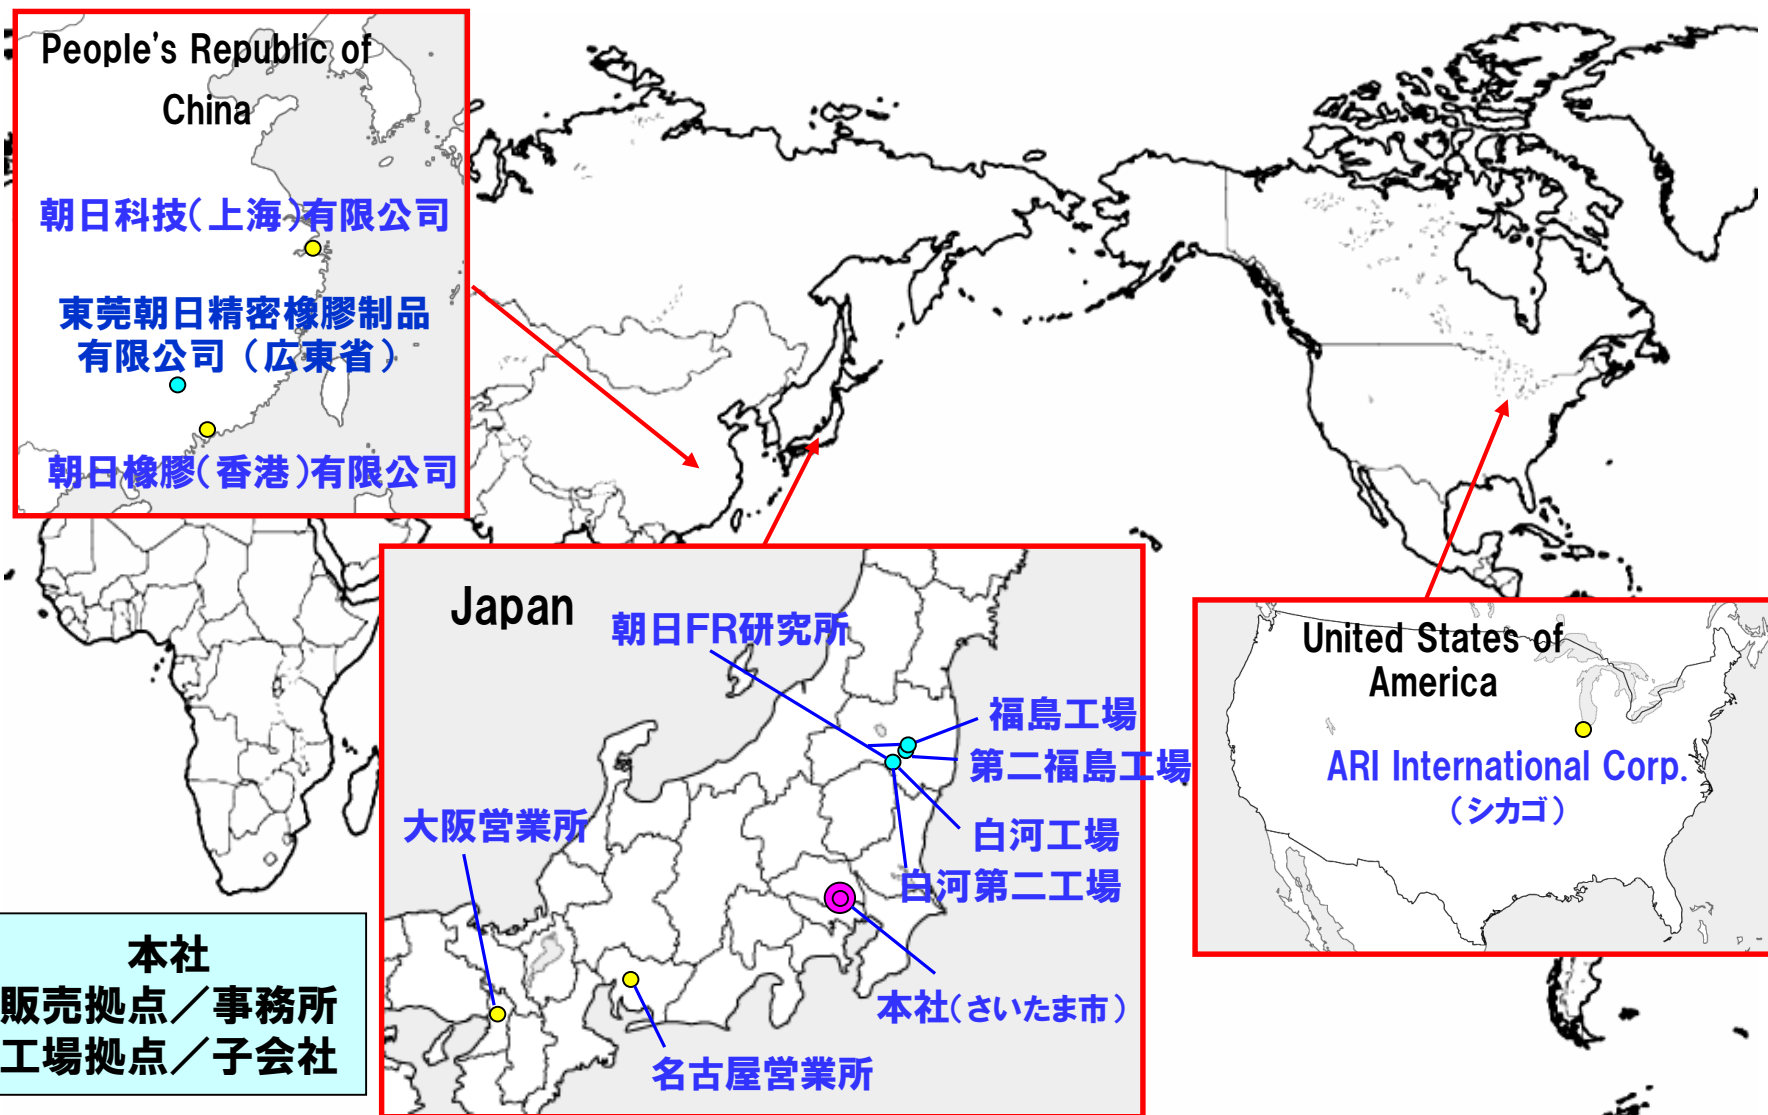 People's Republic of
China
朝日科技(上海)有限公司
東莞朝日精密橡膠制品
有限公司（広東省）
朝日橡膠(香港)有限公司
Japan
朝日FR研究所
福島工場
第二福島工場
白河工場
白河第二工場
大阪営業所
本社(さいたま市)
名古屋営業所
United States of
America
ARI International Corp.
（シカゴ）
本社
販売拠点／事務所
工場拠点／子会社